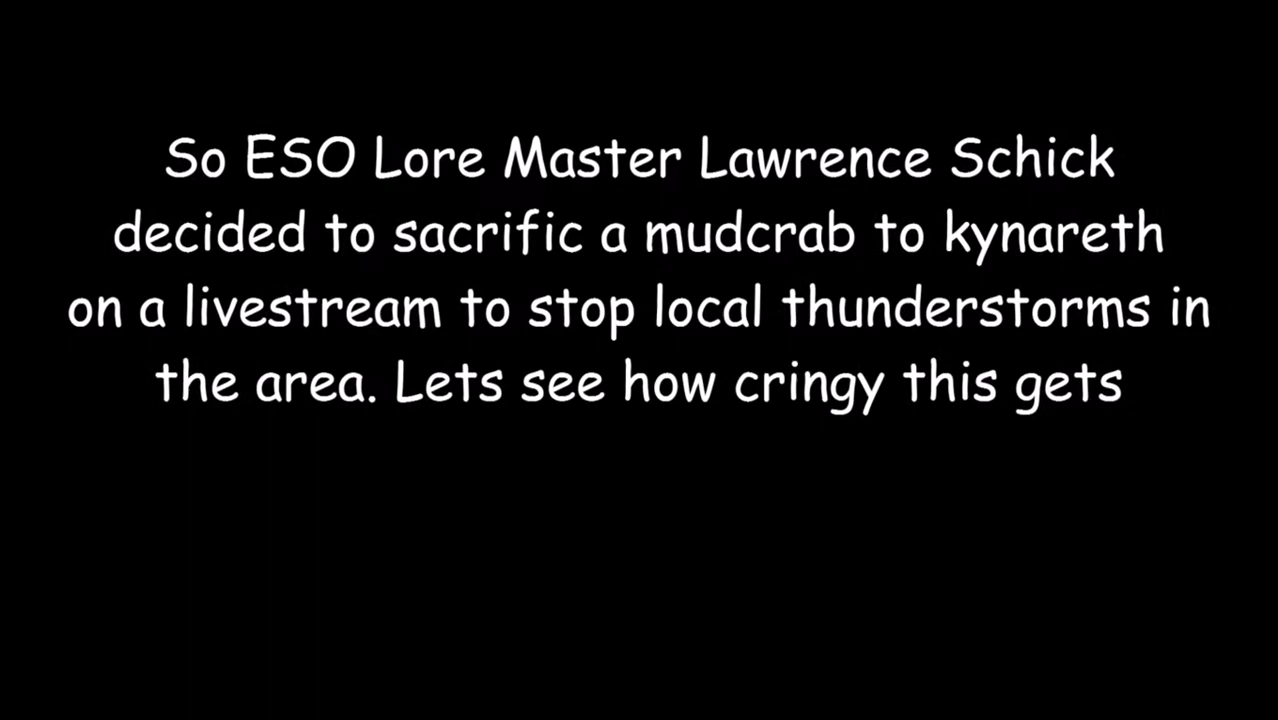 So ESO Lore Master Lawrence Schick
decided to sacrific a mudcrab to kynareth
on a livestream to stop local thunderstorms in
the area. Lets see how cringy this gets